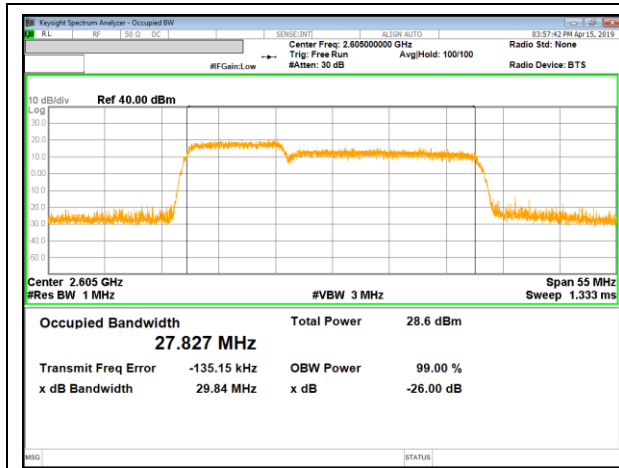 Keysight Spectrum Analyzer - Occupied BW
RL RF 50 Ω DC SENSE:INT ALIGN AUTO 03:57:42 PM Apr 15, 2019
Center Freq: 2.605000000 GHz Radio Std: None
Trig: Free Run Avg|Hold: 100/100
#IFGain:Low #Atten: 30 dB Radio Device: BTS
10 dB/div Ref 40.00 dBm
Log
30.0
20.0
10.0
0.00
-10.0
-20.0
-30.0
-40.0
-50.0
Center 2.605 GHz Span 55 MHz
#Res BW 1 MHz #VBW 3 MHz Sweep 1.333 ms
Occupied Bandwidth Total Power 28.6 dBm
27.827 MHz
Transmit Freq Error -135.15 kHz OBW Power 99.00 %
x dB Bandwidth 29.84 MHz x dB -26.00 dB
MSG STATUS